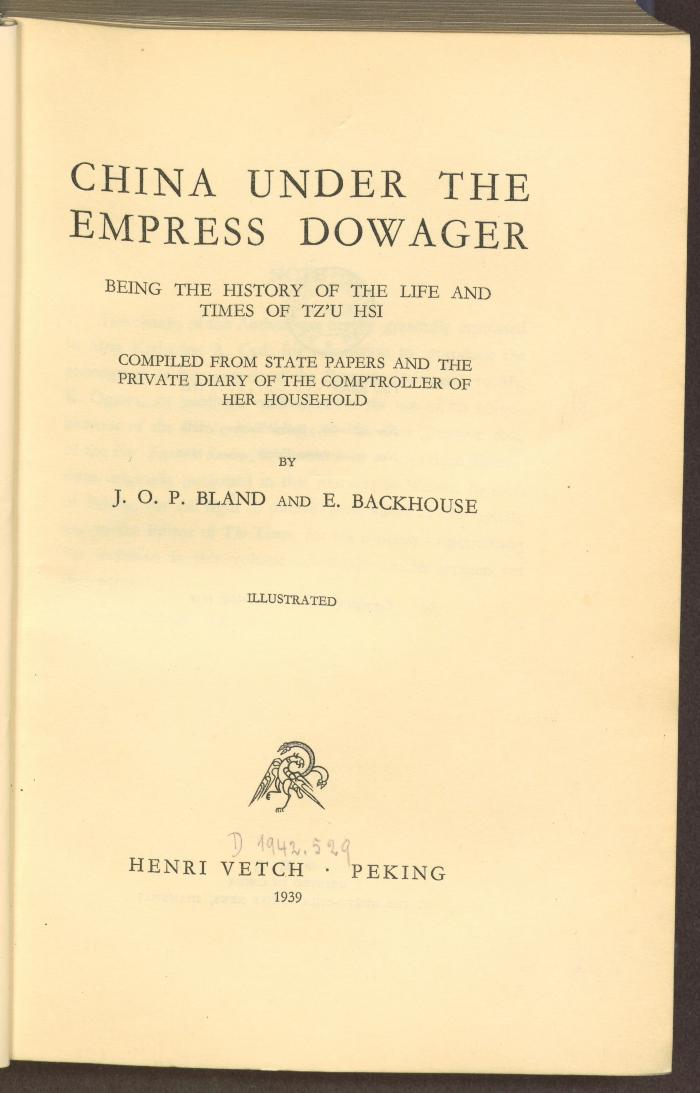 CHINA UNDER THE
EMPRESS DOWAGER
BEING THE HISTORY OF THE LIFE AND
TIMES OF TZ'U HSI
COMPILED FROM STATE PAPERS AND THE
PRIVATE DIARY OF THE COMPTROLLER OF
HER HOUSEHOLD
BY
J. O. P. BLAND AND E. BACKHOUSE
ILLUSTRATED
D 1942.529
HENRI VETCH · PEKING
1939